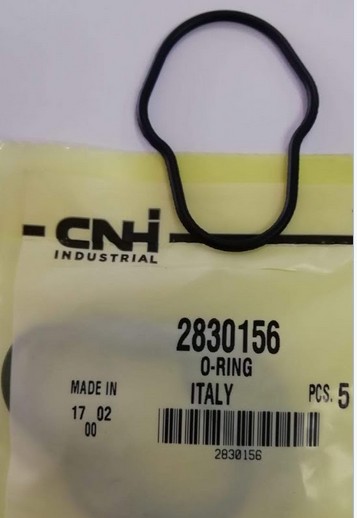 CNH
INDUSTRIAL
2830156
O-RING
MADE IN ITALY PCS. 5
17 02
00
2830156